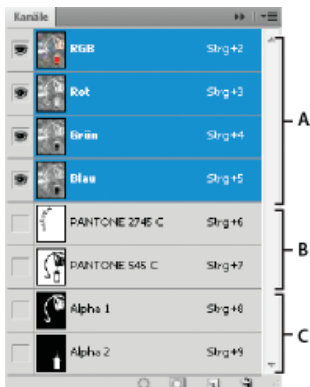 Kanäle
RGB Strg+2
Rot Strg+3
Grün Strg+4
Blau Strg+5
A
PANTONE 2745 C Strg+6
PANTONE 545 C Strg+7
B
Alpha 1 Strg+8
Alpha 2 Strg+9
C